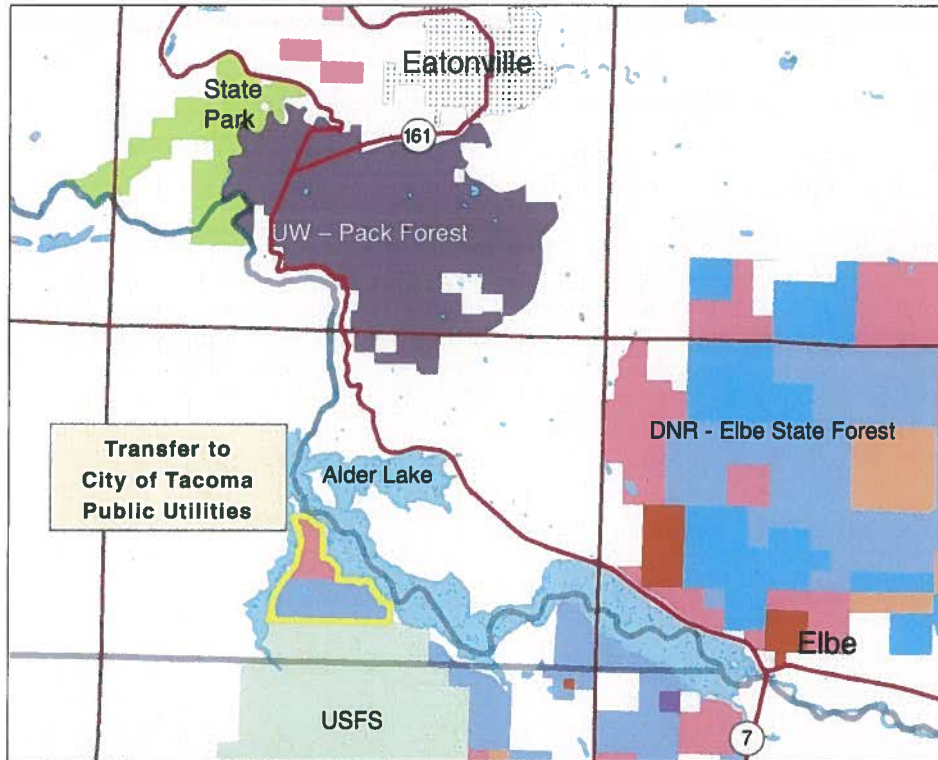 Eatonville
State
Park
161
UW – Pack Forest
DNR - Elbe State Forest
Transfer to
City of Tacoma
Public Utilities
Alder Lake
Elbe
USFS
7